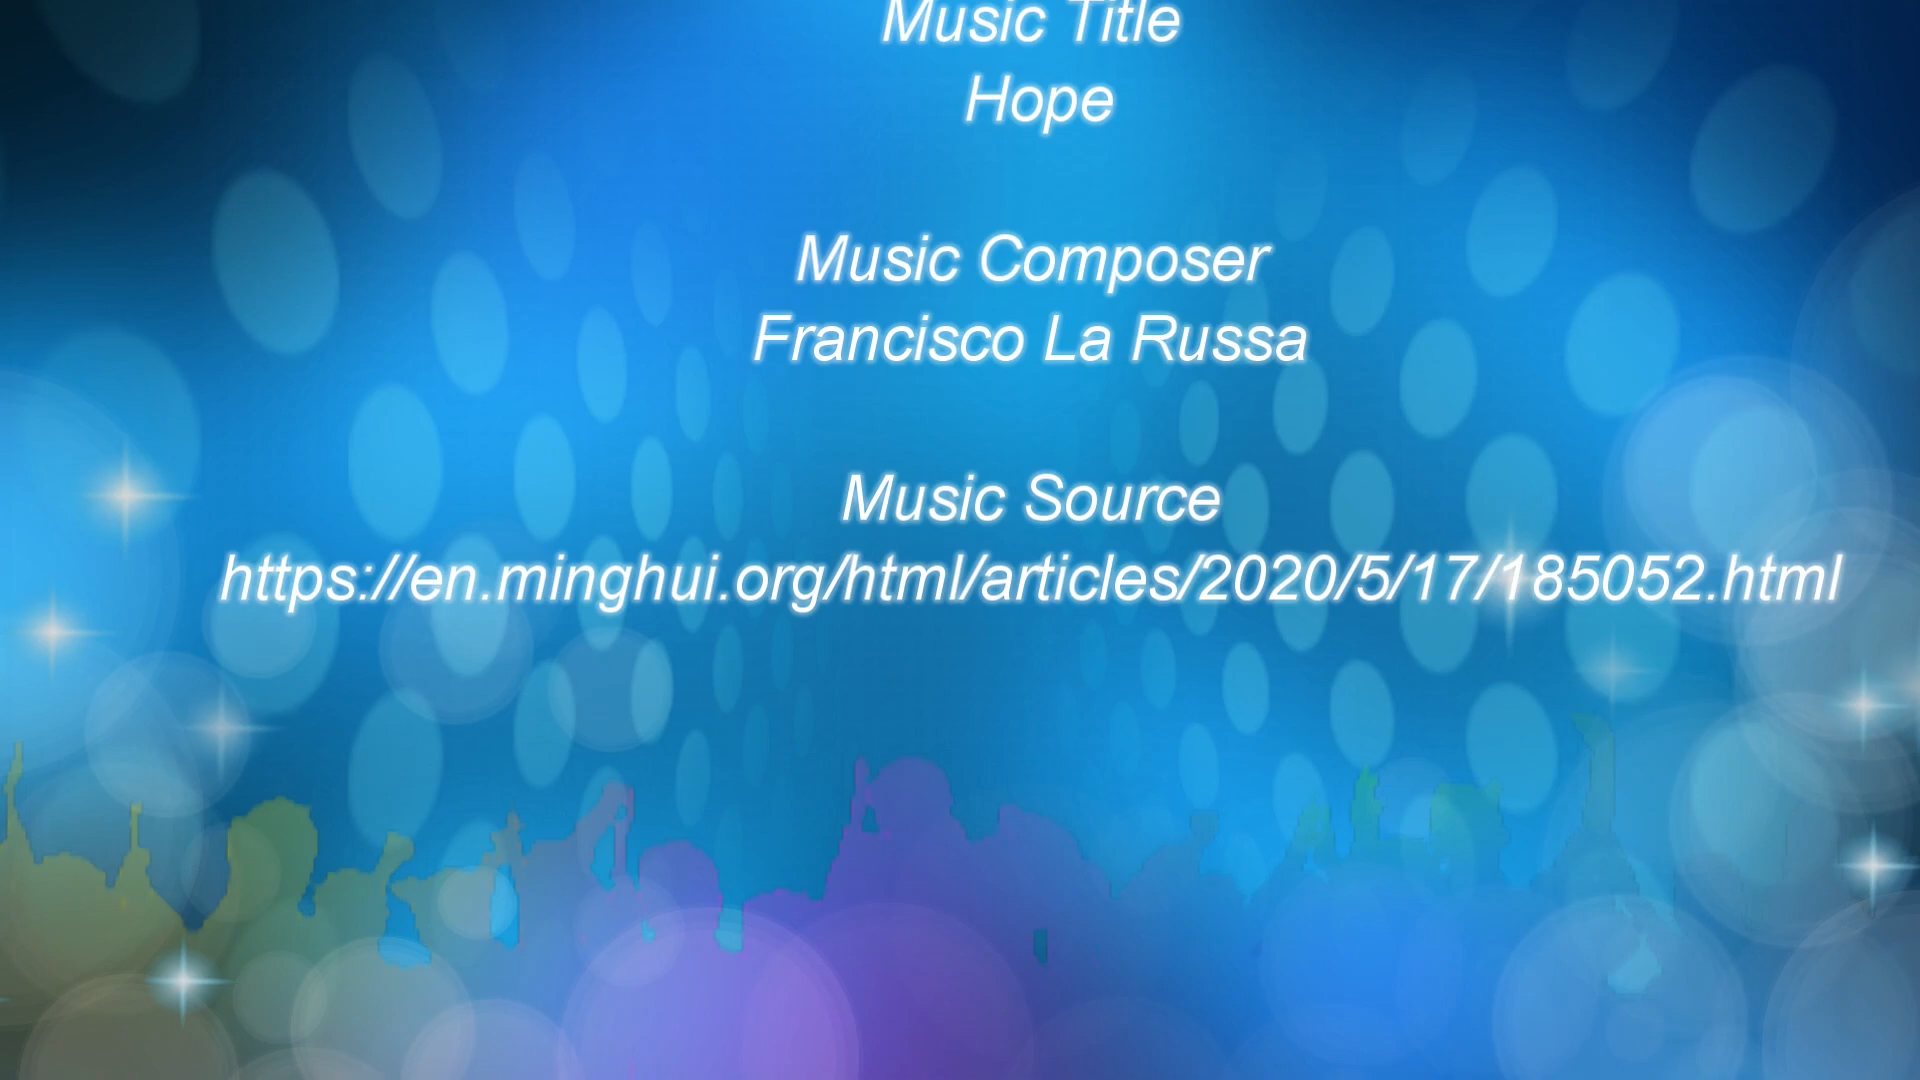 Music Title
Hope
Music Composer
Francisco La Russa
Music Source
https://en.minghui.org/html/articles/2020/5/17/185052.html